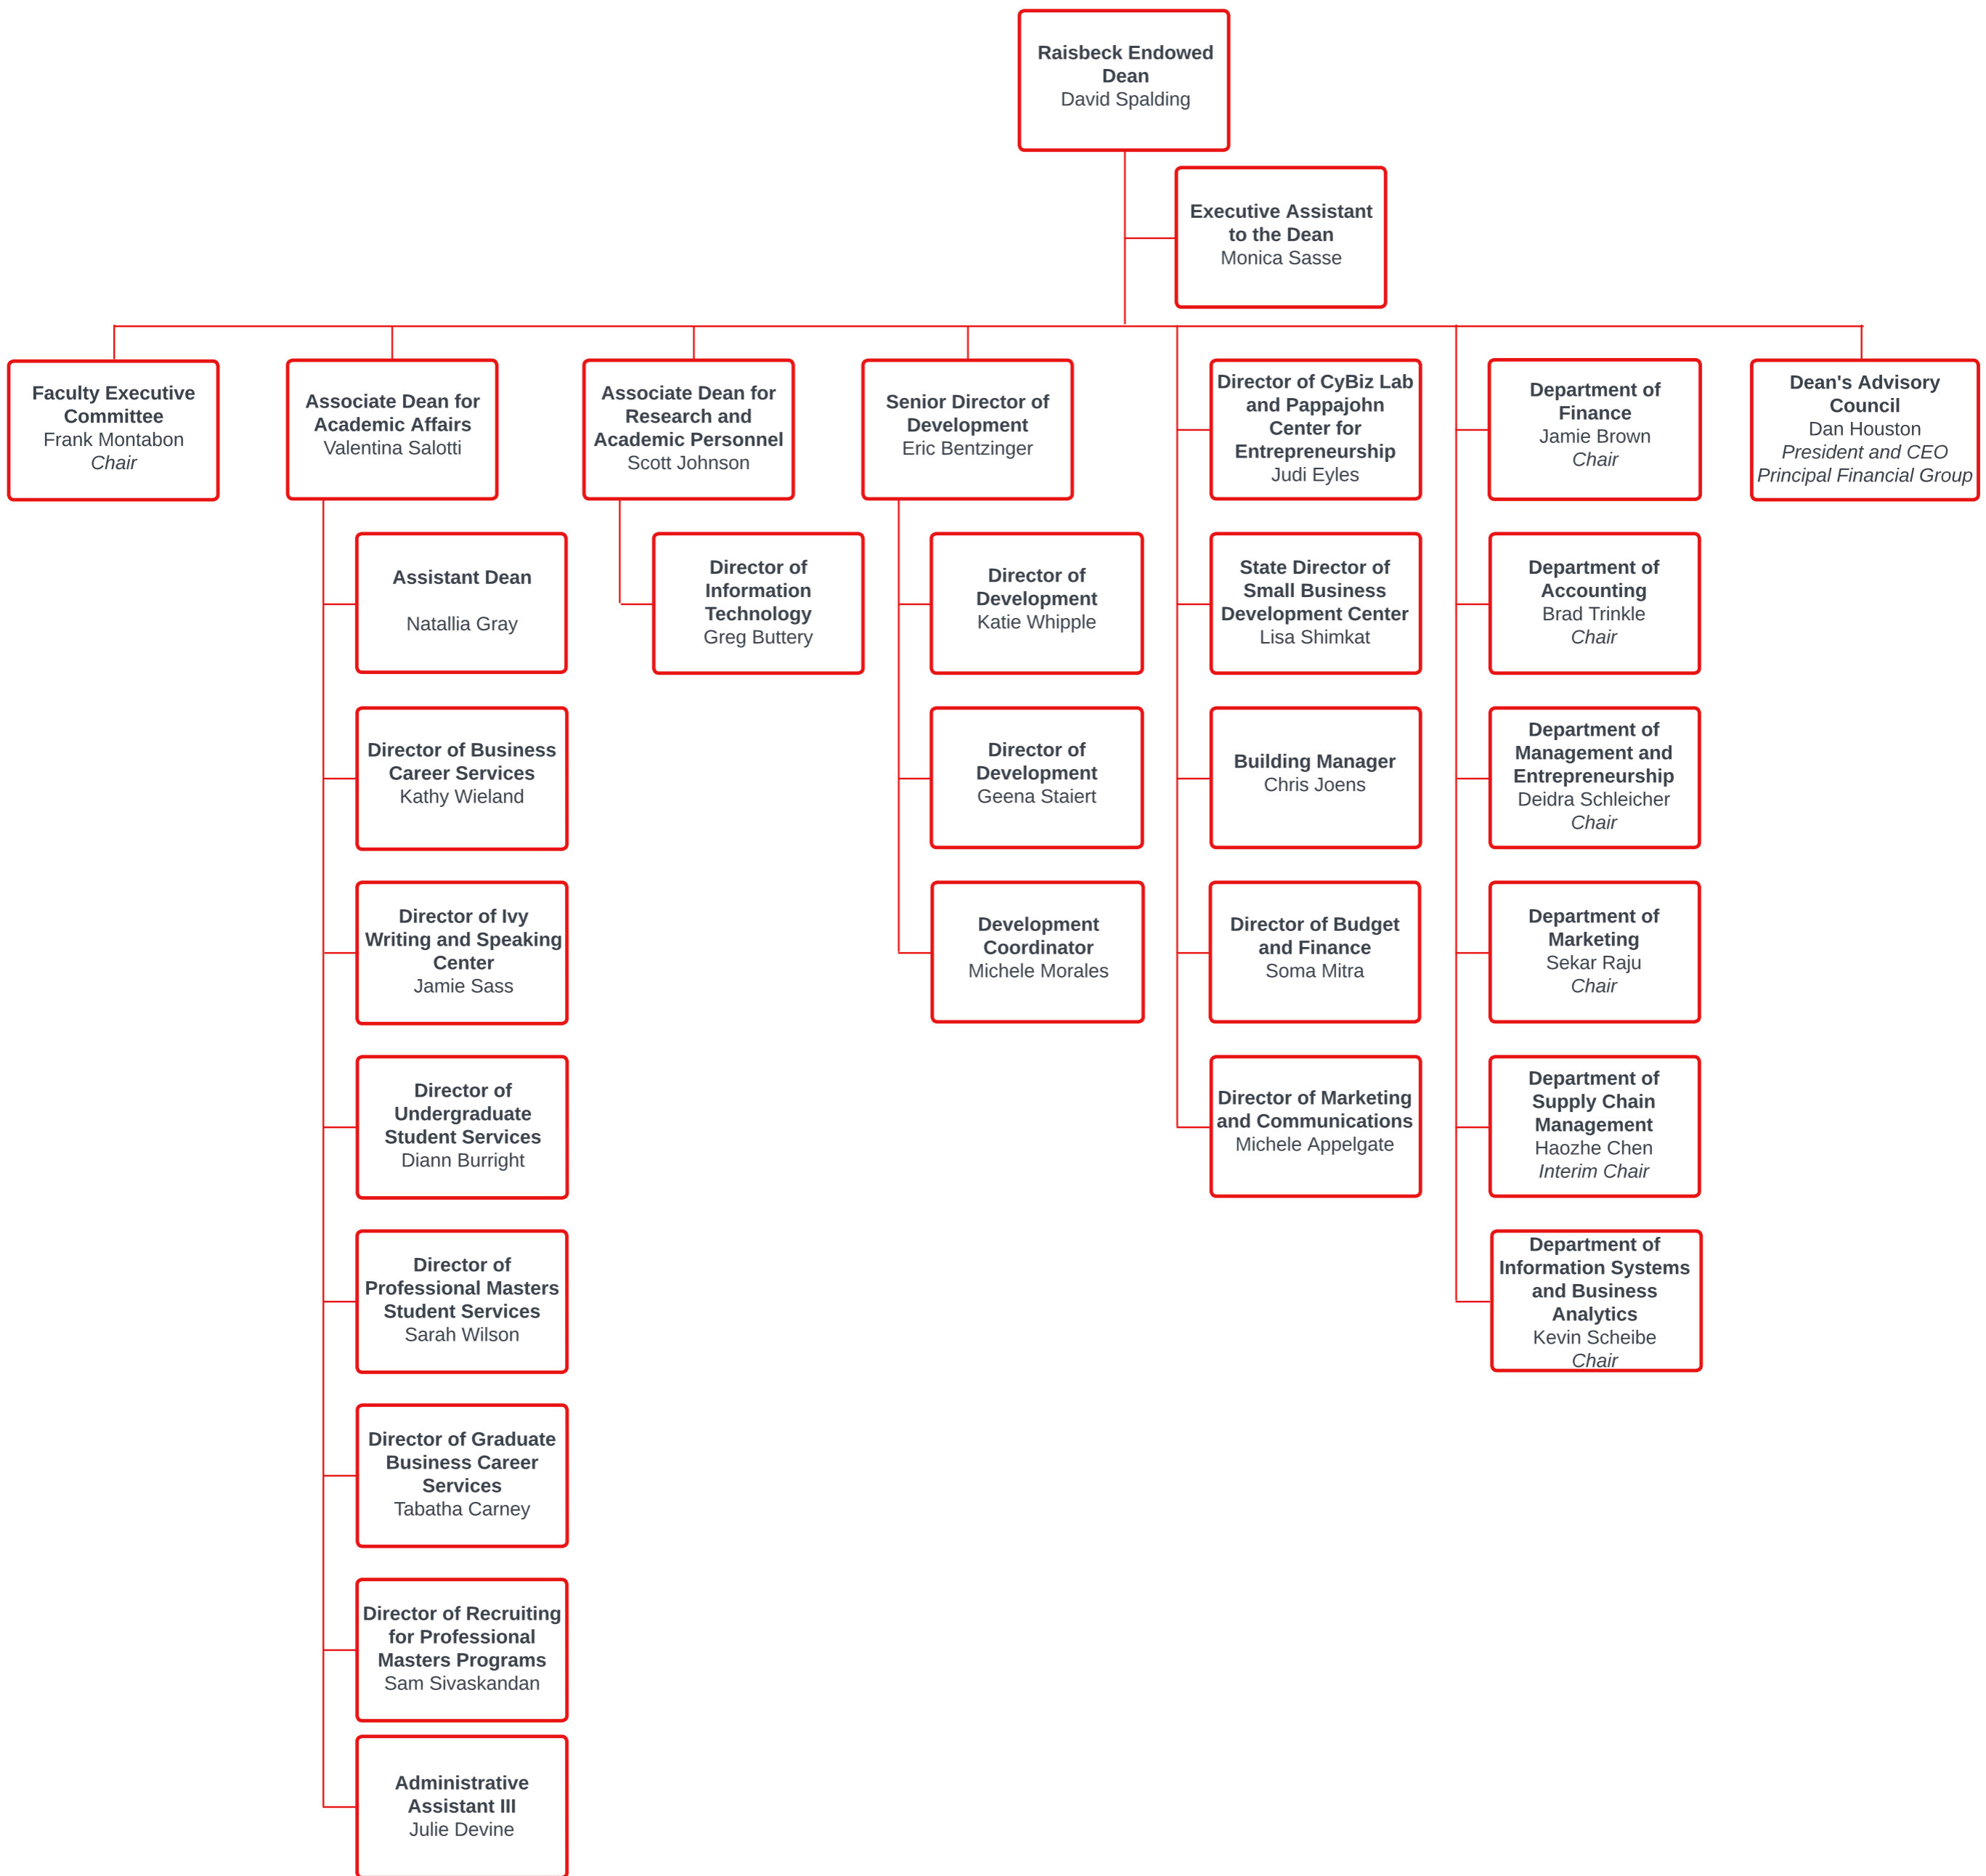 Raisbeck Endowed
Dean
David Spalding
Executive Assistant
to the Dean
Monica Sasse
Faculty Executive
Committee
Frank Montabon
Chair
Associate Dean for
Academic Affairs
Valentina Salotti
Associate Dean for
Research and
Academic Personnel
Scott Johnson
Senior Director of
Development
Eric Bentzinger
Director of CyBiz Lab
and Pappajohn
Center for
Entrepreneurship
Judi Eyles
Department of
Finance
Jamie Brown
Chair
Dean's Advisory
Council
Dan Houston
President and CEO
Principal Financial Group
Assistant Dean
Natallia Gray
Director of
Information
Technology
Greg Buttery
Director of
Development
Katie Whipple
State Director of
Small Business
Development Center
Lisa Shimkat
Department of
Accounting
Brad Trinkle
Chair
Director of Business
Career Services
Kathy Wieland
Director of
Development
Geena Staiert
Building Manager
Chris Joens
Department of
Management and
Entrepreneurship
Deidra Schleicher
Chair
Director of Ivy
Writing and Speaking
Center
Jamie Sass
Development
Coordinator
Michele Morales
Director of Budget
and Finance
Soma Mitra
Department of
Marketing
Sekar Raju
Chair
Director of
Undergraduate
Student Services
Diann Burright
Director of Marketing
and Communications
Michele Appelgate
Department of
Supply Chain
Management
Haozhe Chen
Interim Chair
Director of
Professional Masters
Student Services
Sarah Wilson
Department of
Information Systems
and Business
Analytics
Kevin Scheibe
Chair
Director of Graduate
Business Career
Services
Tabatha Carney
Director of Recruiting
for Professional
Masters Programs
Sam Sivaskandan
Administrative
Assistant III
Julie Devine